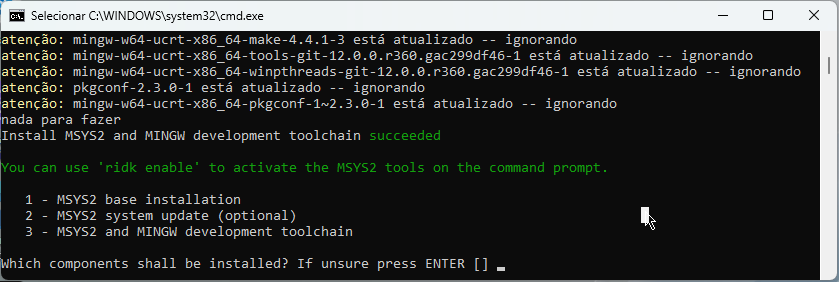 Selecionar C:\WINDOWS\system32\cmd.exe
atenção: mingw-w64-ucrt-x86_64-make-4.4.1-3 está atualizado -- ignorando
atenção: mingw-w64-ucrt-x86_64-tools-git-12.0.0.r360.gac299df46-1 está atualizado -- ignorando
atenção: mingw-w64-ucrt-x86_64-winpthreads-git-12.0.0.r360.gac299df46-1 está atualizado -- ignorando
atenção: pkgconf-2.3.0-1 está atualizado -- ignorando
atenção: mingw-w64-ucrt-x86_64-pkgconf-1~2.3.0-1 está atualizado -- ignorando
nada para fazer
Install MSYS2 and MINGW development toolchain succeeded
You can use 'ridk enable' to activate the MSYS2 tools on the command prompt.
1 - MSYS2 base installation
2 - MSYS2 system update (optional)
3 - MSYS2 and MINGW development toolchain
Which components shall be installed? If unsure press ENTER []